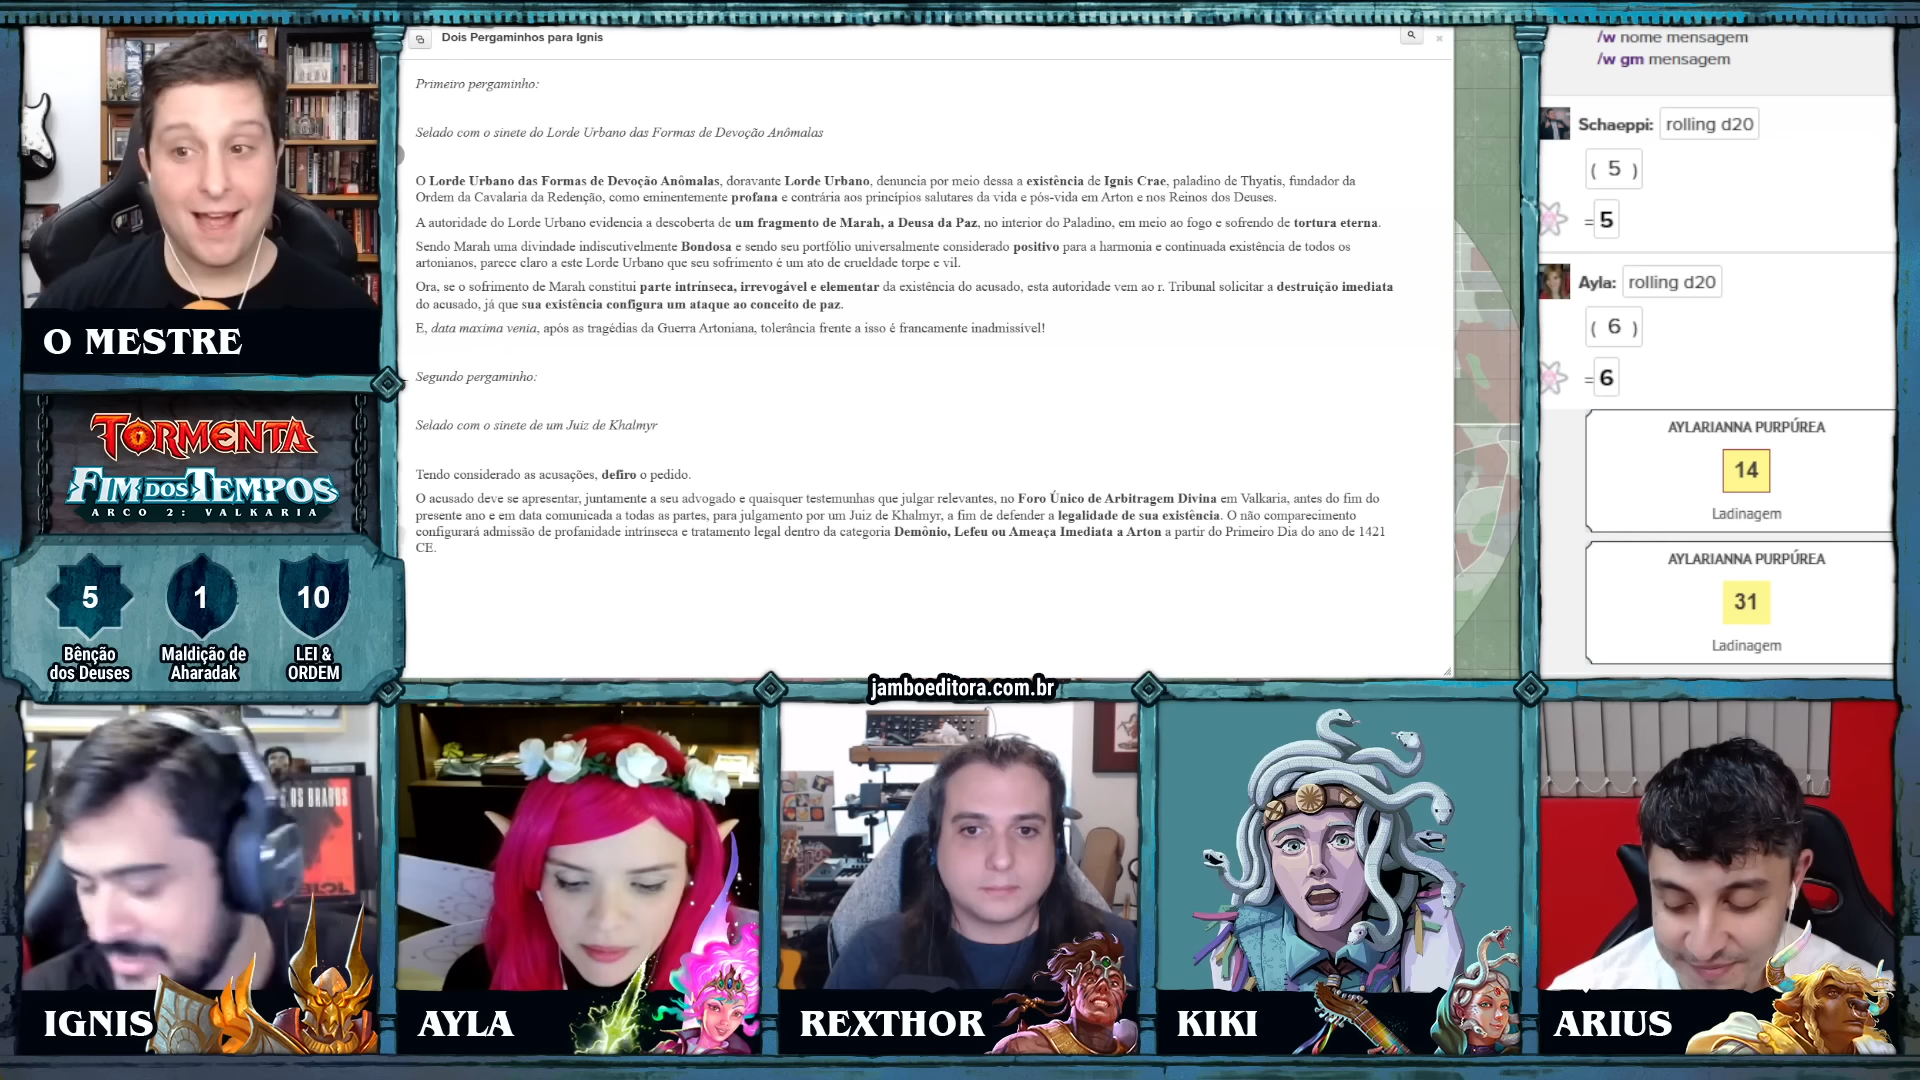 Dois Pergaminhos para Ignis
Primeiro pergaminho:
Selado com o sinete do Lorde Urbano das Formas de Devoção Anômalas
O Lorde Urbano das Formas de Devoção Anômalas, doravante Lorde Urbano, denuncia por meio dessa a existência de Ignis Crae, paladino de Thyatis, fundador da
Ordem da Cavalaria da Redenção, como eminentemente profana e contrária aos princípios salutares da vida e pós-vida em Arton e nos Reinos dos Deuses.
A autoridade do Lorde Urbano evidencia a descoberta de um fragmento de Marah, a Deusa da Paz, no interior do Paladino, em meio ao fogo e sofrendo de tortura eterna.
Sendo Marah uma divindade indiscutivelmente Bondosa e sendo seu portfólio universalmente considerado positivo para a harmonia e continuada existência de todos os
artonianos, parece claro a este Lorde Urbano que seu sofrimento é um ato de crueldade torpe e vil.
Ora, se o sofrimento de Marah constitui parte intrínseca, irrevogável e elementar da existência do acusado, esta autoridade vem ao r. Tribunal solicitar a destruição imediata
do acusado, já que sua existência configura um ataque ao conceito de paz.
E, data maxima venia, após as tragédias da Guerra Artoniana, tolerância frente a isso é francamente inadmissível!
Segundo pergaminho:
Selado com o sinete de um Juiz de Khalmyr
Tendo considerado as acusações, defiro o pedido.
O acusado deve se apresentar, juntamente a seu advogado e quaisquer testemunhas que julgar relevantes, no Foro Único de Arbitragem Divina em Valkaria, antes do fim do
presente ano e em data comunicada a todas as partes, para julgamento por um Juiz de Khalmyr, a fim de defender a legalidade de sua existência. O não comparecimento
configurará admissão de profanidade intrínseca e tratamento legal dentro da categoria Demônio, Lefeu ou Ameaça Imediata a Arton a partir do Primeiro Dia do ano de 1421
CE.
/w nome mensagem
/w gm mensagem
Schaeppi: rolling d20
( 5 )
= 5
Ayla: rolling d20
( 6 )
= 6
AYLARIANNA PURPÚREA
14
Ladinagem
AYLARIANNA PURPÚREA
31
Ladinagem
O MESTRE
TORMENTA
FIM DOS TEMPOS
ARCO 2: VALKARIA
5
Bênção
dos Deuses
1
Maldição de
Aharadak
10
LEI &
ORDEM
jamboeditora.com.br
OS BRABOS
IGNIS
AYLA
REXTHOR
KIKI
ARIUS